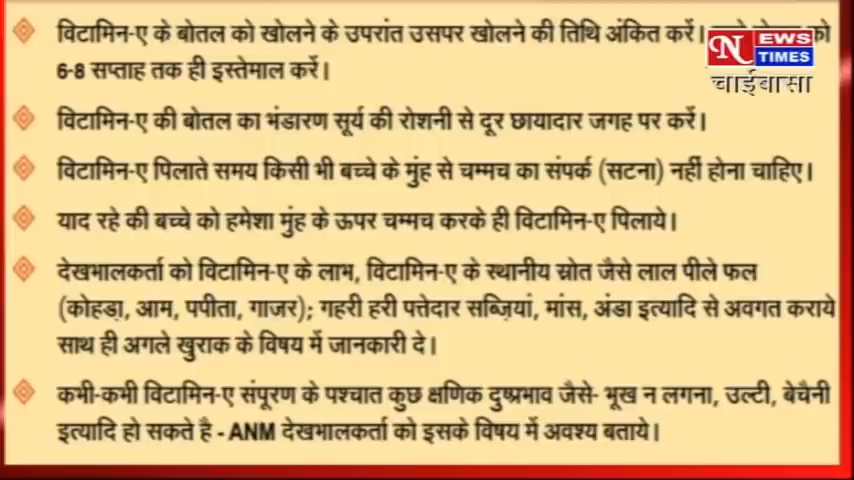 विटामिन-ए के बोतल को खोलने के उपरांत उसपर खोलने की तिथि अंकित करें। को
6-8 सप्ताह तक ही इस्तेमाल करें।
विटामिन-ए की बोतल का भंडारण सूर्य की रोशनी से दूर छायादार जगह पर करें।
विटामिन-ए पिलाते समय किसी भी बच्चे के मुंह से चम्मच का संपर्क (सटना) नहीं होना चाहिए।
याद रहे की बच्चे को हमेशा मुंह के ऊपर चम्मच करके ही विटामिन-ए पिलाये।
देखभालकर्ता को विटामिन-ए के लाभ, विटामिन-ए के स्थानीय स्रोत जैसे लाल पीले फल
(कोहडा़, आम, पपीता, गाजर); गहरी हरी पत्तेदार सब्ज़ियां, मांस, अंडा इत्यादि से अवगत कराये
साथ ही अगले खुराक के विषय में जानकारी दे।
कभी-कभी विटामिन-ए संपूरण के पश्चात कुछ क्षणिक दुष्प्रभाव जैसे- भूख न लगना, उल्टी, बेचैनी
इत्यादि हो सकते है - ANM देखभालकर्ता को इसके विषय में अवश्य बताये।
NEWS
TIMES
चाईबासा